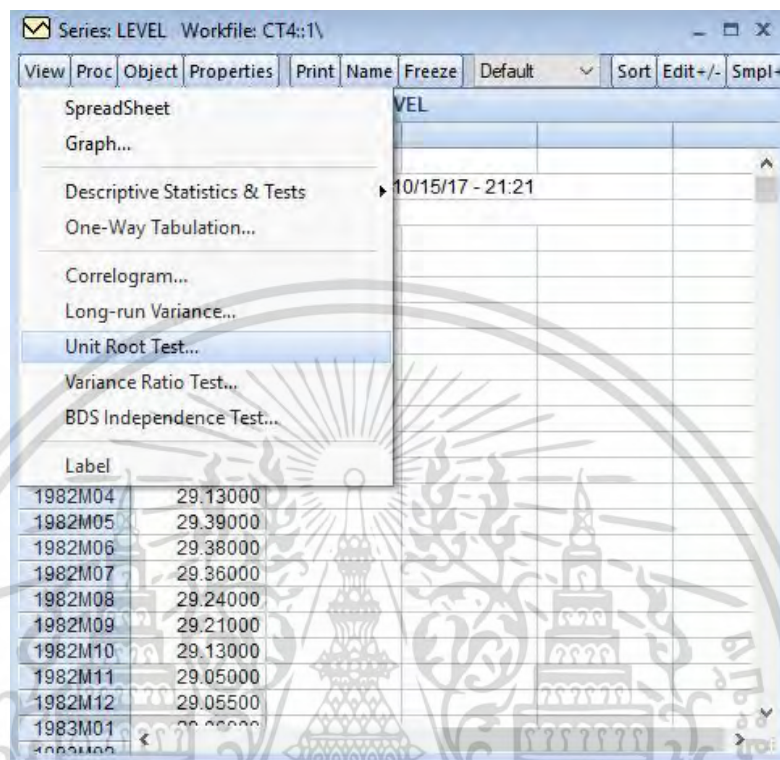 Series: LEVEL Workfile: CT4::1\
View Proc Object Properties Print Name Freeze Default Sort Edit+/- Smpl+
SpreadSheet
Graph...
Descriptive Statistics & Tests
10/15/17 - 21:21
One-Way Tabulation...
Correlogram...
Long-run Variance...
Unit Root Test...
Variance Ratio Test...
BDS Independence Test...
Label
1982M04 29.13000
1982M05 29.39000
1982M06 29.38000
1982M07 29.36000
1982M08 29.24000
1982M09 29.21000
1982M10 29.13000
1982M11 29.05000
1982M12 29.05500
1983M01